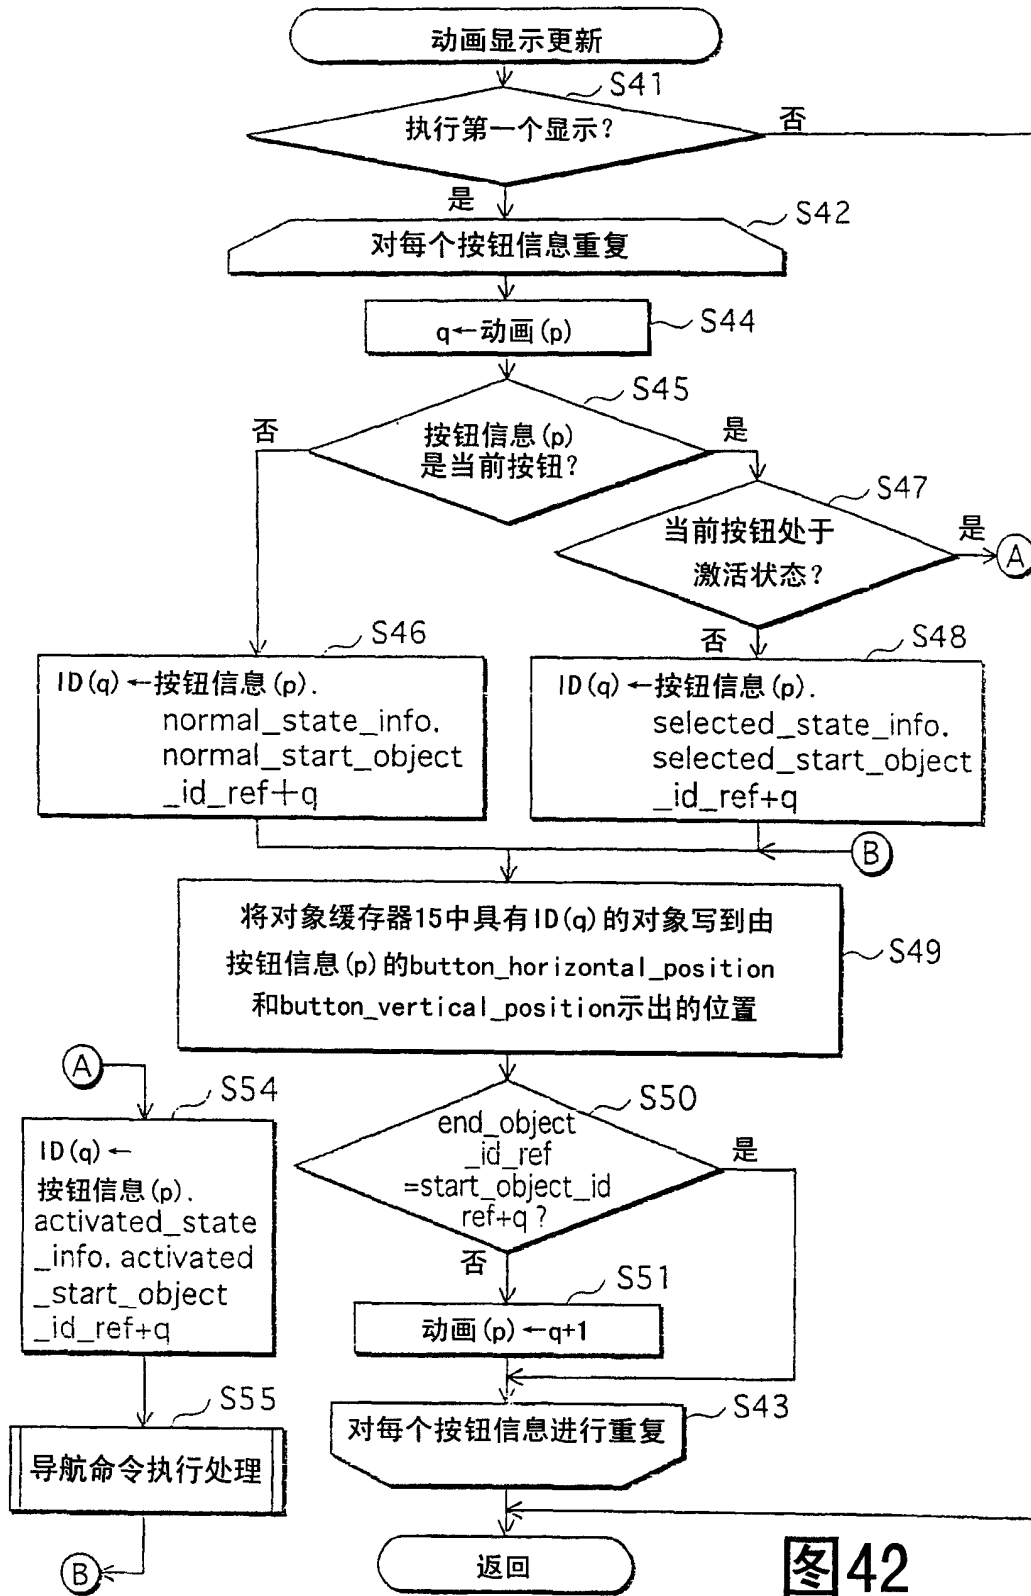 动画显示更新
S41
执行第一个显示?
否
是
S42
对每个按钮信息重复
S44
q←动画(p)
S45
按钮信息(p)
是当前按钮?
否
是
S47
当前按钮处于
激活状态?
是
A
否
S46
ID(q)←按钮信息(p).
normal_state_info.
normal_start_object
_id_ref+q
S48
ID(q)←按钮信息(p).
selected_state_info.
selected_start_object
_id_ref+q
B
S49
将对象缓存器15中具有ID(q)的对象写到由
按钮信息(p)的button_horizontal_position
和button_vertical_position示出的位置
A
S54
ID(q)←
按钮信息(p).
activated_state
_info. activated
_start_object
_id_ref+q
S55
导航命令执行处理
B
S50
end_object
_id_ref
=start_object_id
ref+q?
是
否
S51
动画(p)←q+1
S43
对每个按钮信息进行重复
返回
图42